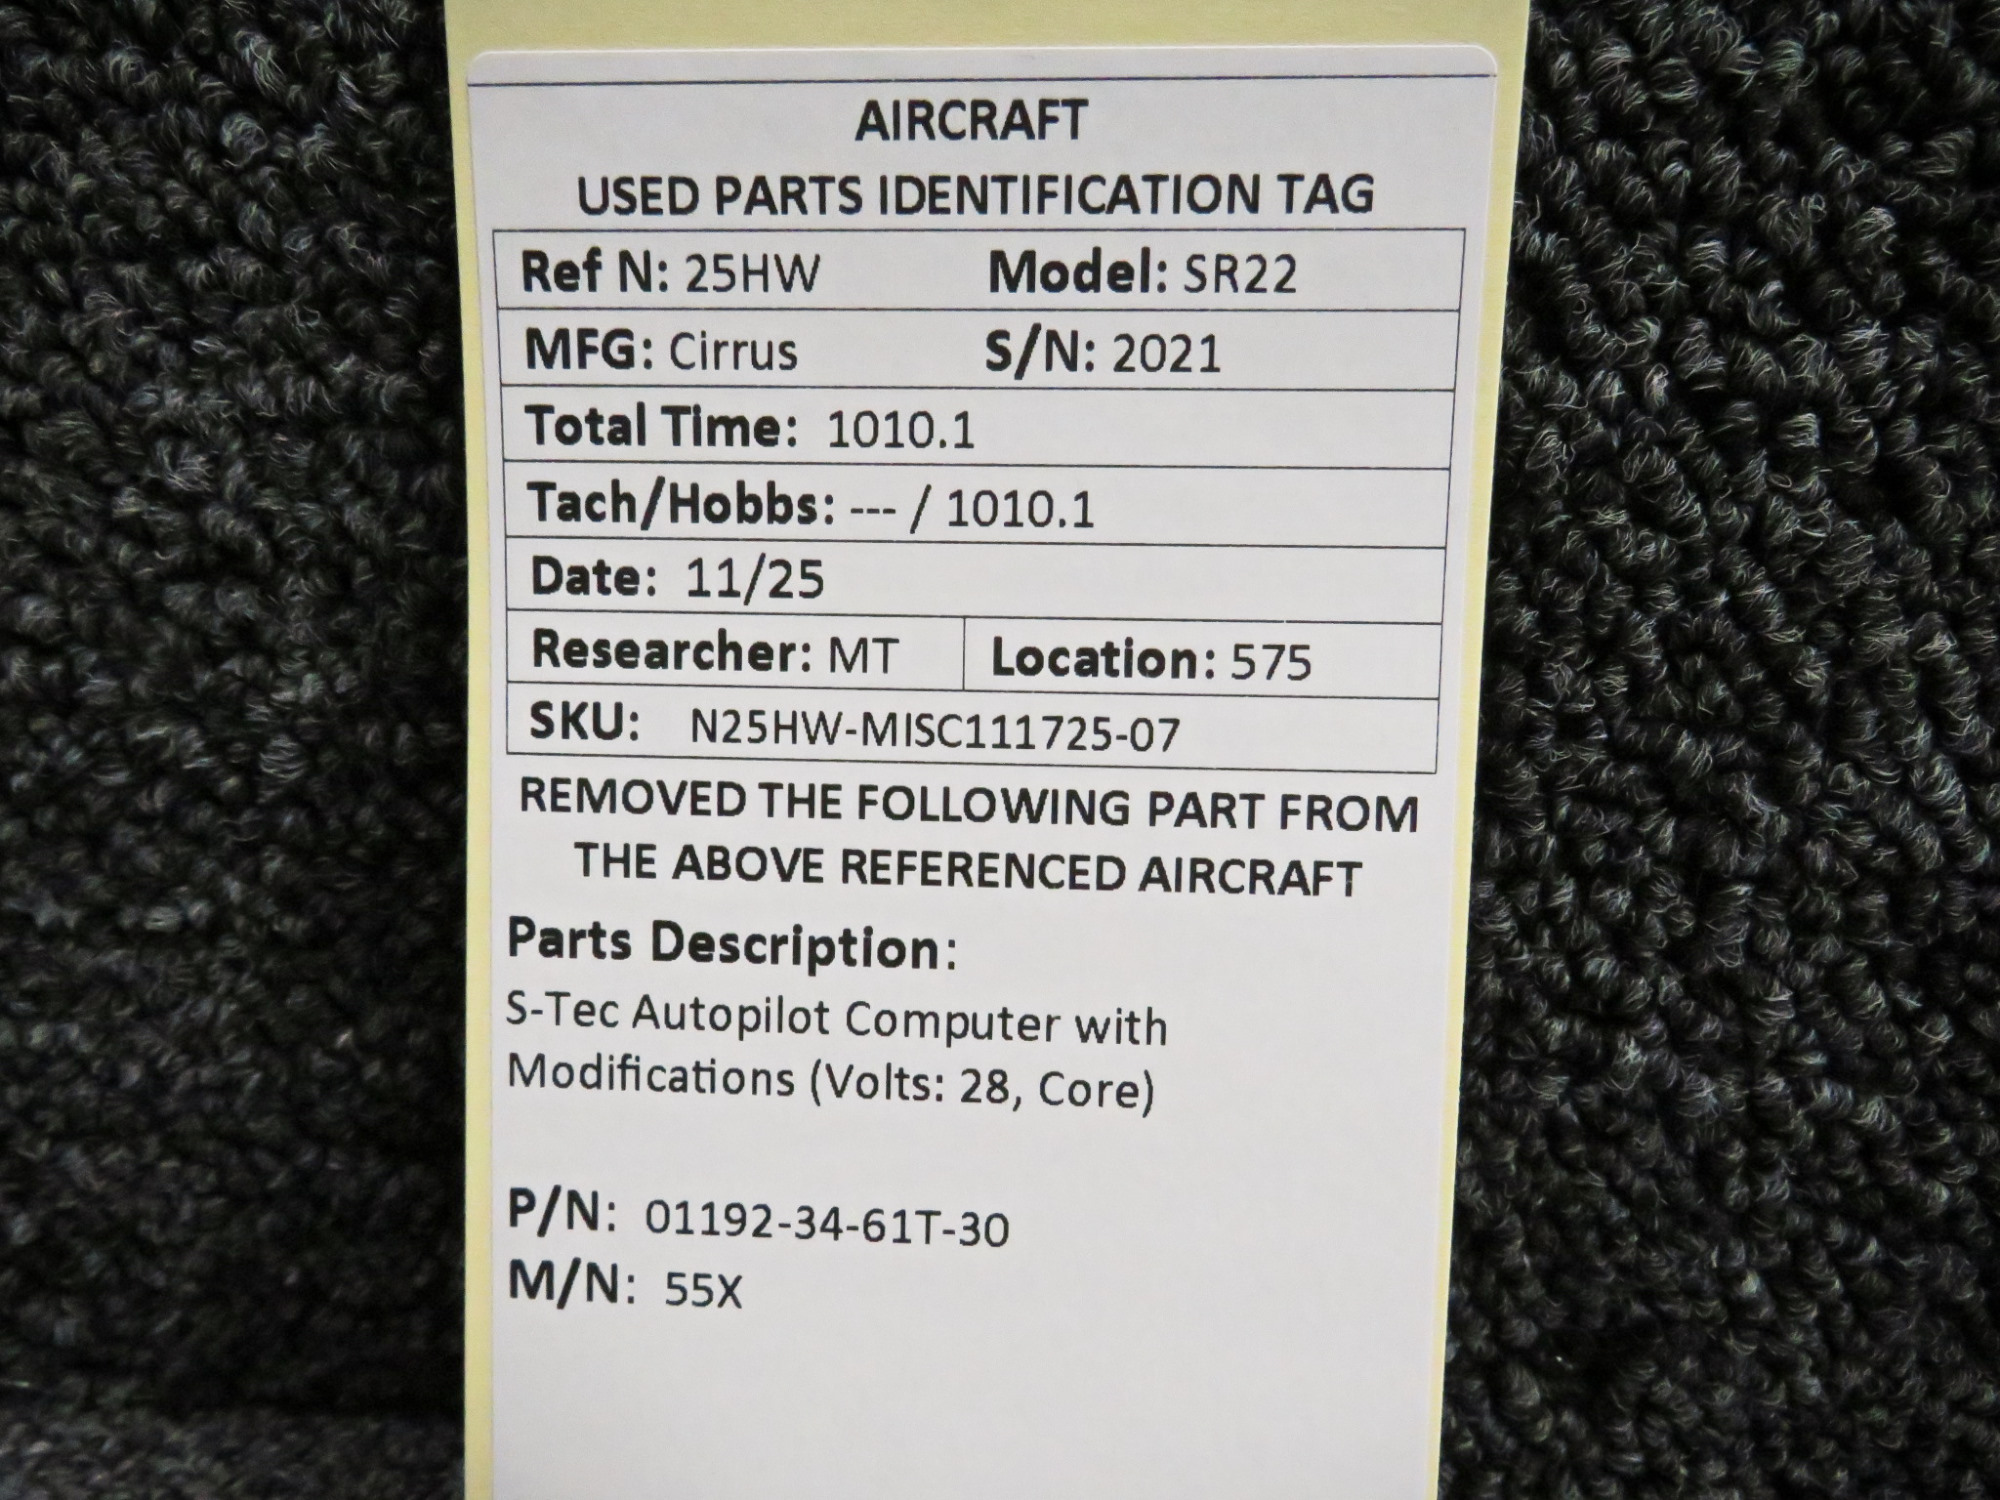 AIRCRAFT
USED PARTS IDENTIFICATION TAG
Ref N: 25HW Model: SR22
MFG: Cirrus S/N: 2021
Total Time: 1010.1
Tach/Hobbs: --- / 1010.1
Date: 11/25
Researcher: MT Location: 575
SKU: N25HW-MISC111725-07
REMOVED THE FOLLOWING PART FROM
THE ABOVE REFERENCED AIRCRAFT
Parts Description:
S-Tec Autopilot Computer with
Modifications (Volts: 28, Core)
P/N: 01192-34-61T-30
M/N: 55X